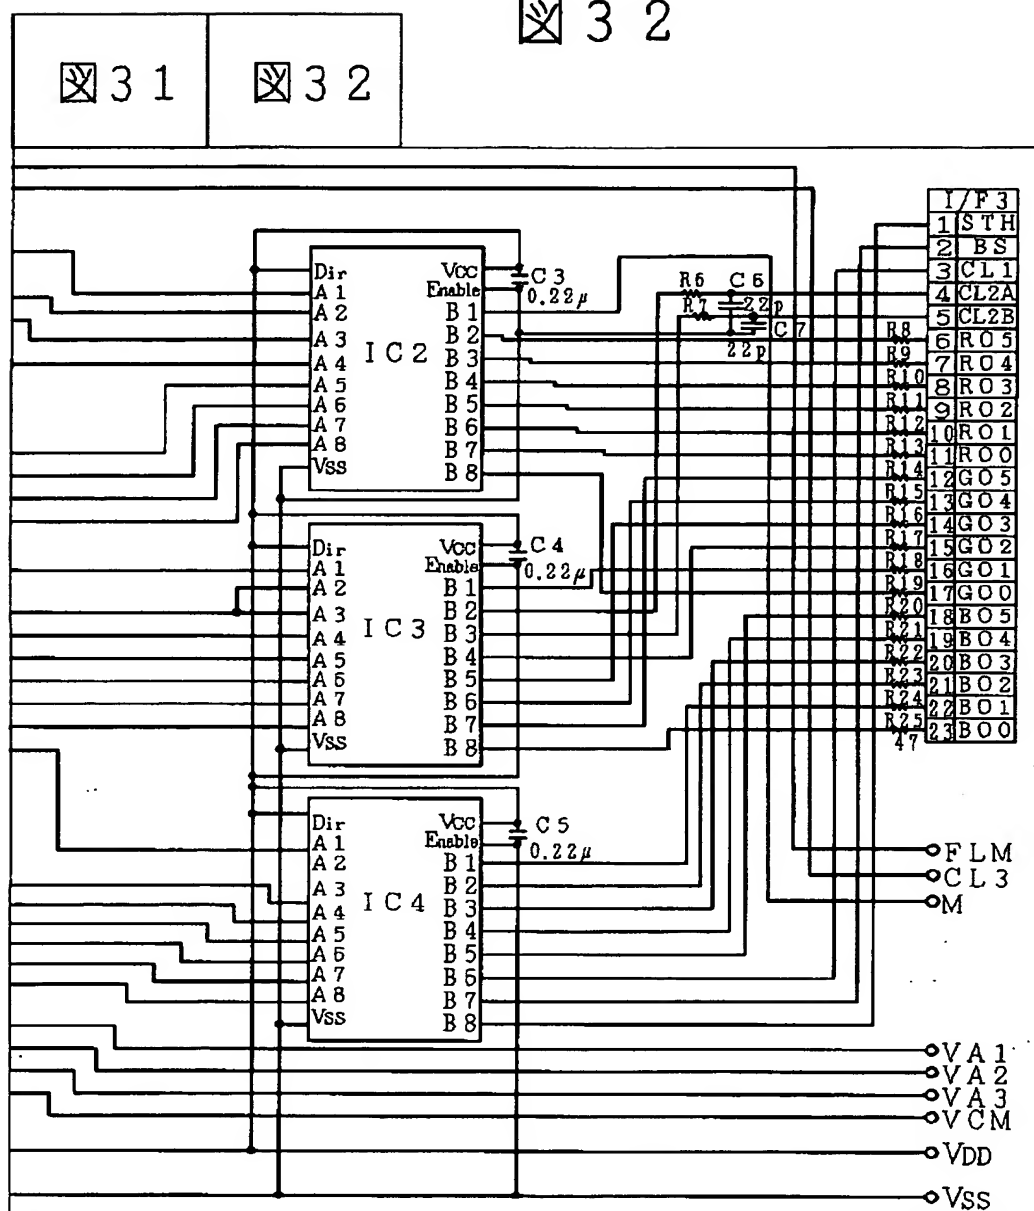 図32
図31 図32
I/F3
1 STH
2 BS
3 CL1
4 CL2A
5 CL2B
6 RO5
7 RO4
8 RO3
9 RO2
10 RO1
11 RO0
12 GO5
13 GO4
14 GO3
15 GO2
16 GO1
17 GO0
18 BO5
19 BO4
20 BO3
21 BO2
22 BO1
23 BO0
R6
R7
C6
22p
C7
22p
R8
R9
R10
R11
R12
R13
R14
R15
R16
R17
R18
R19
R20
R21
R22
R23
R24
R25
47
IC2
Dir
A1
A2
A3
A4
A5
A6
A7
A8
Vss
Vcc
Enable
B1
B2
B3
B4
B5
B6
B7
B8
C3
0.22μ
IC3
Dir
A1
A2
A3
A4
A5
A6
A7
A8
Vss
Vcc
Enable
B1
B2
B3
B4
B5
B6
B7
B8
C4
0.22μ
IC4
Dir
A1
A2
A3
A4
A5
A6
A7
A8
Vss
Vcc
Enable
B1
B2
B3
B4
B5
B6
B7
B8
C5
0.22μ
FLM
CL3
M
VA1
VA2
VA3
VCM
VDD
VSS